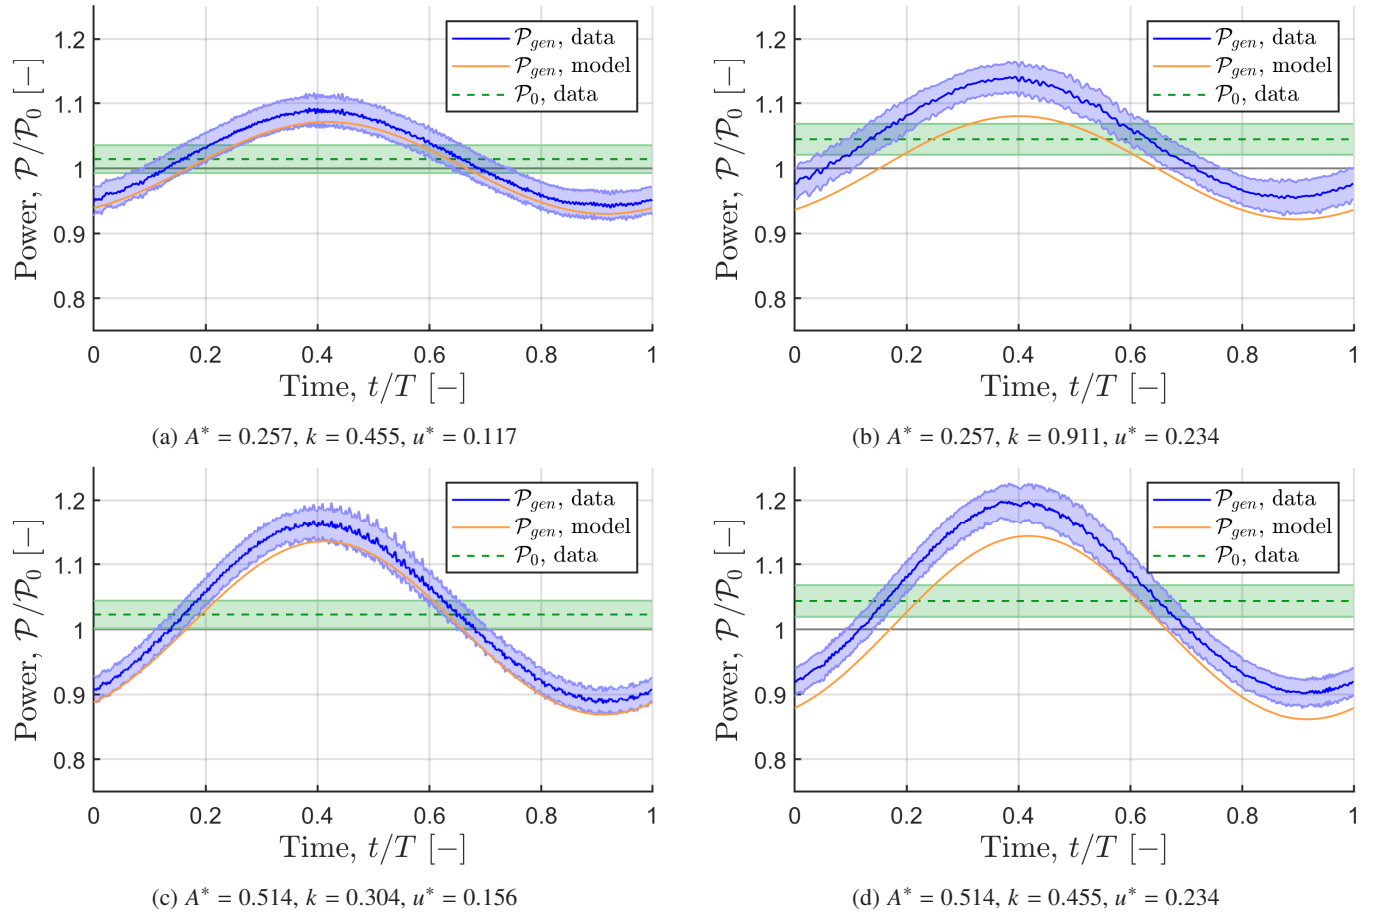 Power, 𝒫/𝒫₀ [−]
1.2
1.1
1
0.9
0.8
𝒫gen, data
𝒫gen, model
𝒫₀, data
0 0.2 0.4 0.6 0.8 1
Time, t/T [−]
(a) A* = 0.257, k = 0.455, u* = 0.117
Power, 𝒫/𝒫₀ [−]
1.2
1.1
1
0.9
0.8
𝒫gen, data
𝒫gen, model
𝒫₀, data
0 0.2 0.4 0.6 0.8 1
Time, t/T [−]
(b) A* = 0.257, k = 0.911, u* = 0.234
Power, 𝒫/𝒫₀ [−]
1.2
1.1
1
0.9
0.8
𝒫gen, data
𝒫gen, model
𝒫₀, data
0 0.2 0.4 0.6 0.8 1
Time, t/T [−]
(c) A* = 0.514, k = 0.304, u* = 0.156
Power, 𝒫/𝒫₀ [−]
1.2
1.1
1
0.9
0.8
𝒫gen, data
𝒫gen, model
𝒫₀, data
0 0.2 0.4 0.6 0.8 1
Time, t/T [−]
(d) A* = 0.514, k = 0.455, u* = 0.234